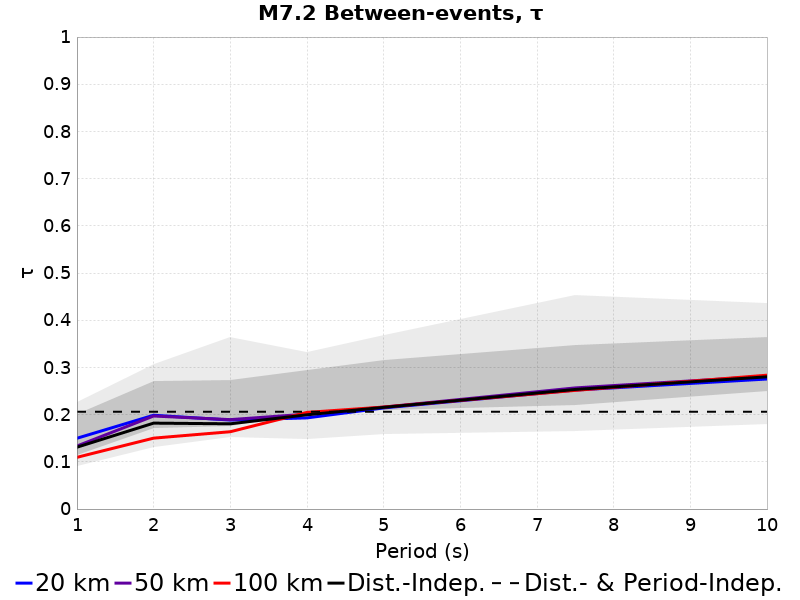 M7.2 Between-events, τ
1
0.9
0.8
0.7
0.6
0.5
0.4
0.3
0.2
0.1
0
τ
1 2 3 4 5 6 7 8 9 10
Period (s)
20 km 50 km 100 km Dist.-Indep. Dist.- & Period-Indep.